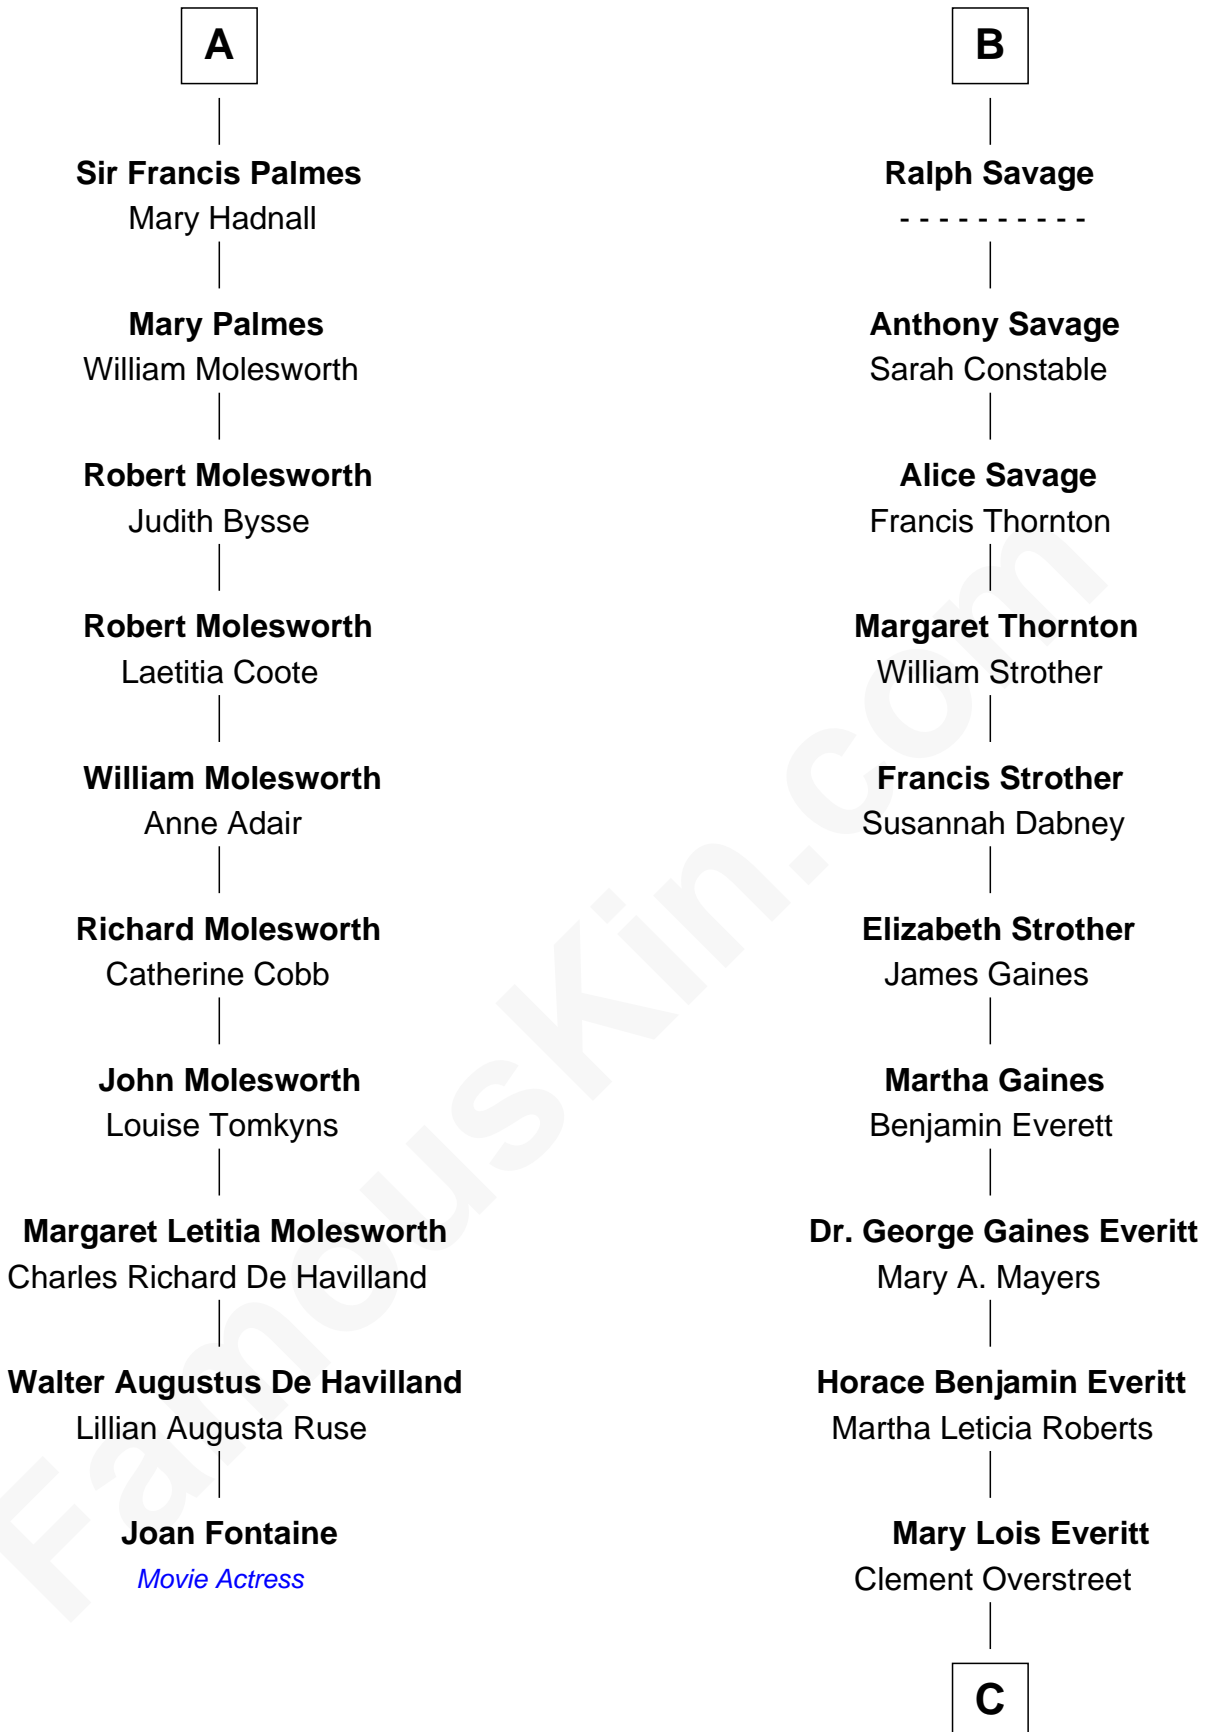 A
Sir Francis Palmes
Mary Hadnall
Mary Palmes
William Molesworth
Robert Molesworth
Judith Bysse
Robert Molesworth
Laetitia Coote
William Molesworth
Anne Adair
Richard Molesworth
Catherine Cobb
John Molesworth
Louise Tomkyns
Margaret Letitia Molesworth
Charles Richard De Havilland
Walter Augustus De Havilland
Lillian Augusta Ruse
Joan Fontaine
Movie Actress
B
Ralph Savage
- - - - - - - - - -
Anthony Savage
Sarah Constable
Alice Savage
Francis Thornton
Margaret Thornton
William Strother
Francis Strother
Susannah Dabney
Elizabeth Strother
James Gaines
Martha Gaines
Benjamin Everett
Dr. George Gaines Everitt
Mary A. Mayers
Horace Benjamin Everitt
Martha Leticia Roberts
Mary Lois Everitt
Clement Overstreet
C
FamousKin.com